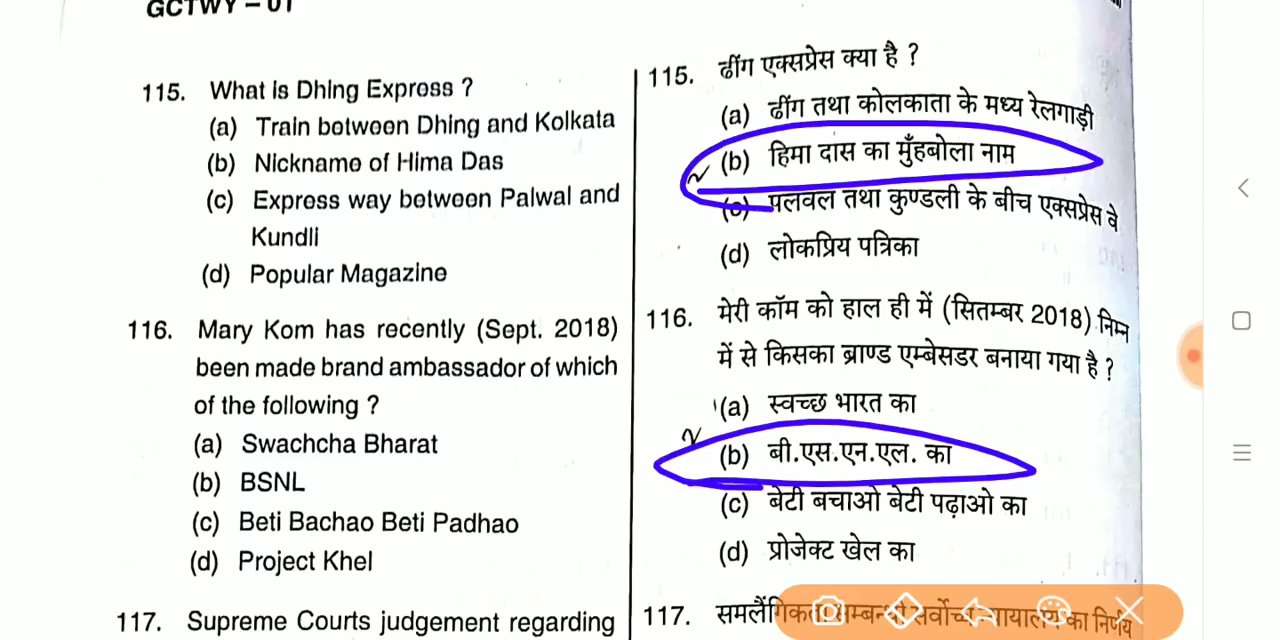 GCTWY – 01
115. What is Dhing Express ?
(a) Train between Dhing and Kolkata
(b) Nickname of Hima Das
(c) Express way between Palwal and
Kundli
(d) Popular Magazine
116. Mary Kom has recently (Sept. 2018)
been made brand ambassador of which
of the following ?
(a) Swachcha Bharat
(b) BSNL
(c) Beti Bachao Beti Padhao
(d) Project Khel
117. Supreme Courts judgement regarding
115. ढींग एक्सप्रेस क्या है ?
(a) ढींग तथा कोलकाता के मध्य रेलगाड़ी
(b) हिमा दास का मुँहबोला नाम
(c) पलवल तथा कुण्डली के बीच एक्सप्रेस वे
(d) लोकप्रिय पत्रिका
116. मेरी कॉम को हाल ही में (सितम्बर 2018) निम्न
में से किसका ब्राण्ड एम्बेसडर बनाया गया है ?
(a) स्वच्छ भारत का
(b) बी.एस.एन.एल. का
(c) बेटी बचाओ बेटी पढ़ाओ का
(d) प्रोजेक्ट खेल का
117. का निर्णय